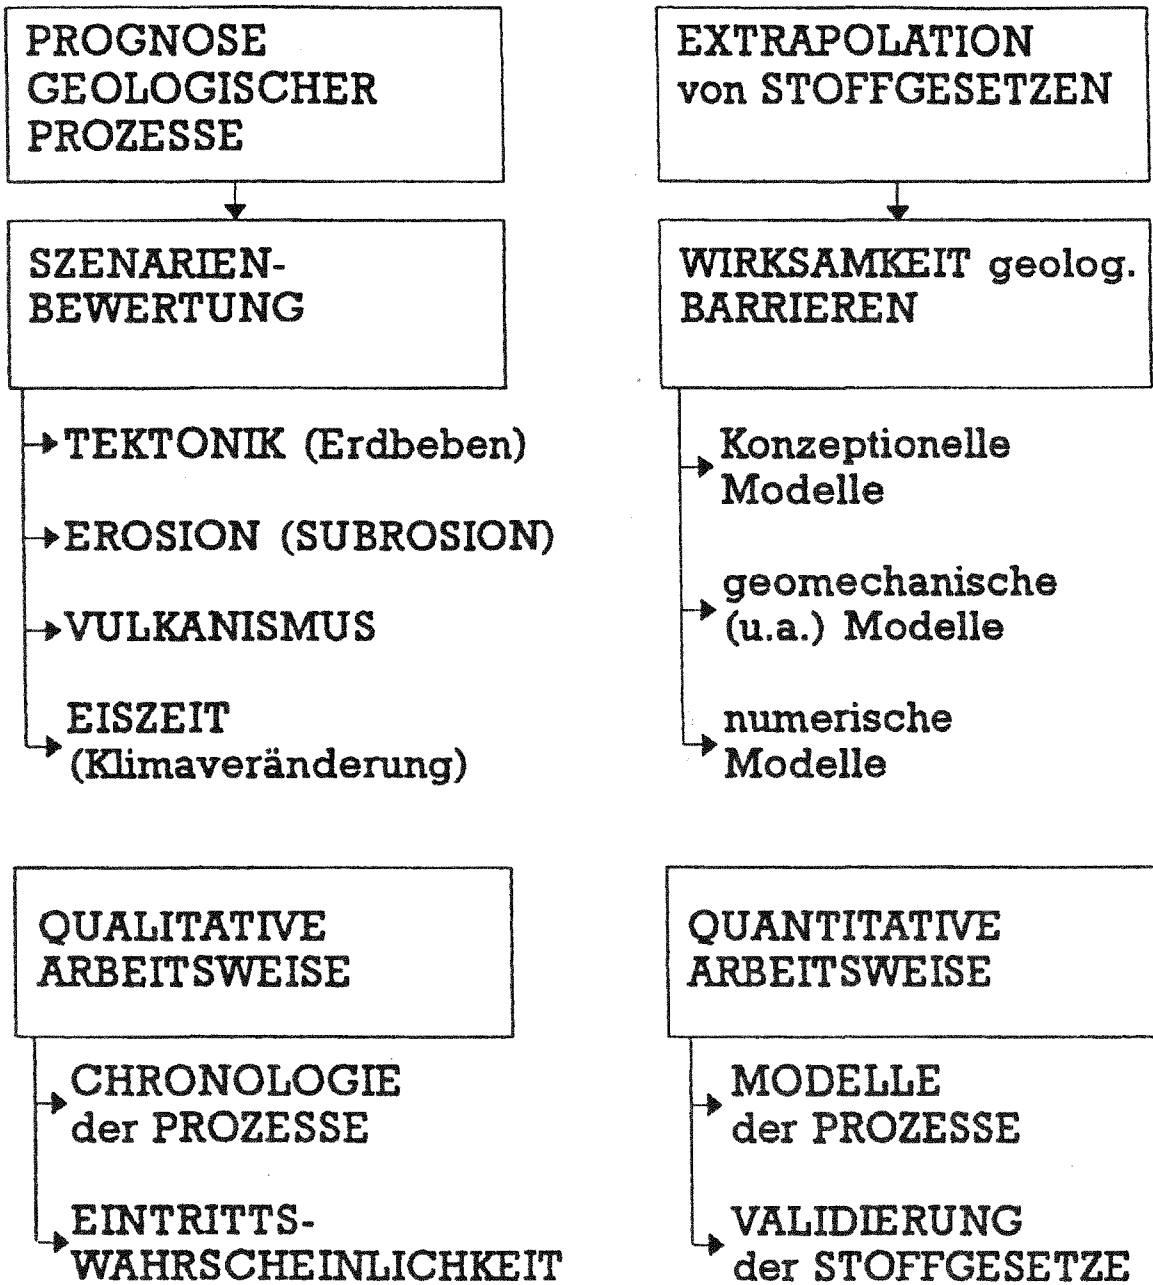 PROGNOSE
GEOLOGISCHER
PROZESSE
SZENARIEN-
BEWERTUNG
TEKTONIK (Erdbeben)
EROSION (SUBROSION)
VULKANISMUS
EISZEIT
(Klimaveränderung)
EXTRAPOLATION
von STOFFGESETZEN
WIRKSAMKEIT geolog.
BARRIEREN
Konzeptionelle
Modelle
geomechanische
(u.a.) Modelle
numerische
Modelle
QUALITATIVE
ARBEITSWEISE
CHRONOLOGIE
der PROZESSE
EINTRITTS-
WAHRSCHEINLICHKEIT
QUANTITATIVE
ARBEITSWEISE
MODELLE
der PROZESSE
VALIDIERUNG
der STOFFGESETZE